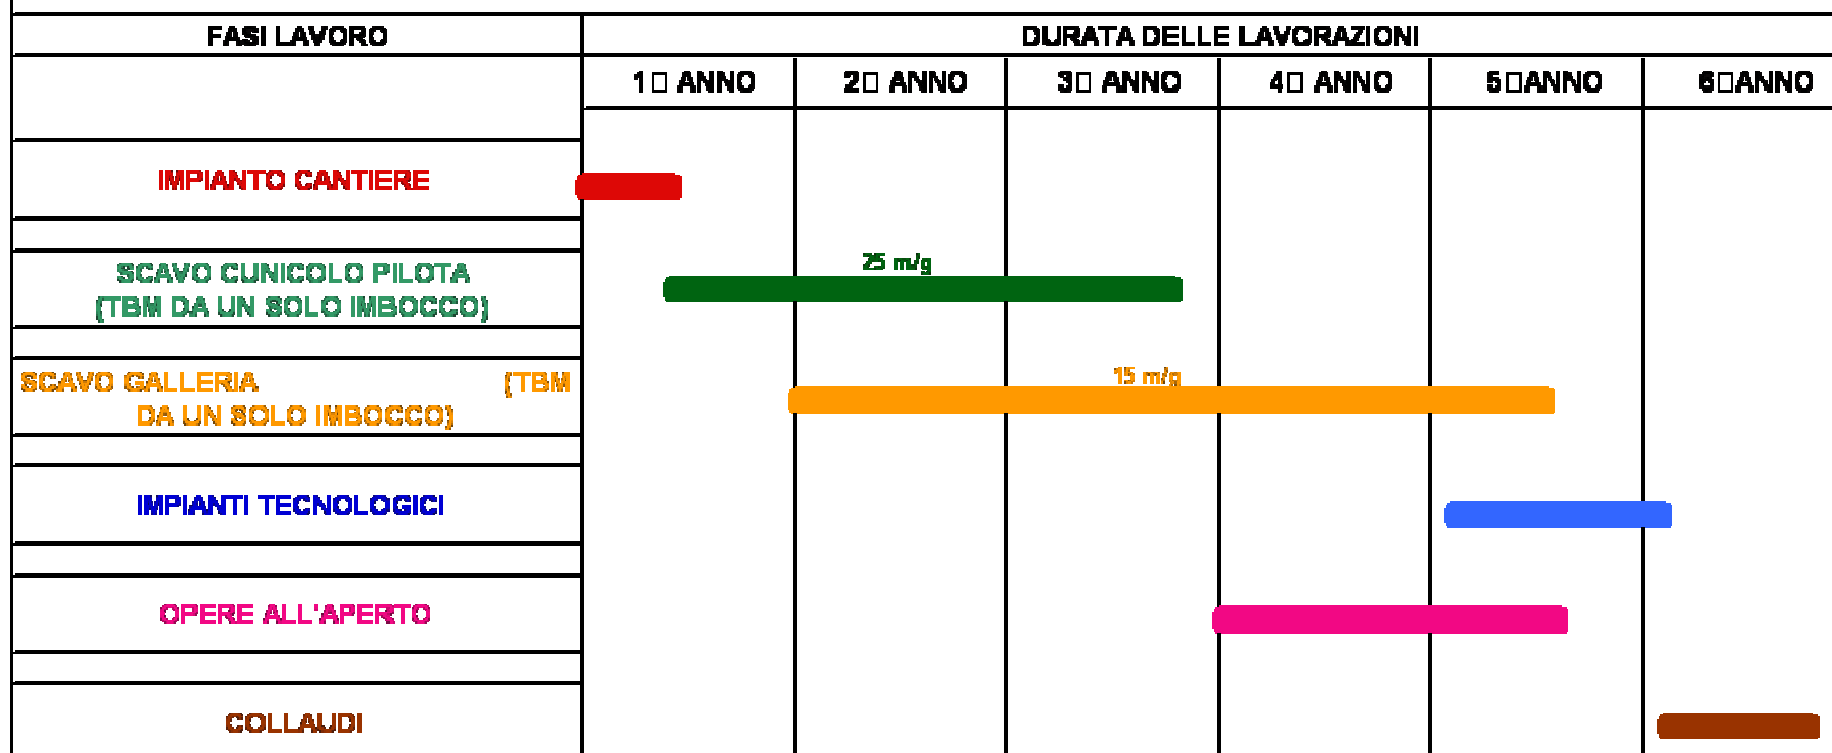 FASI LAVORO
DURATA DELLE LAVORAZIONI
1□ ANNO
2□ ANNO
3□ ANNO
4□ ANNO
5□ANNO
6□ANNO
IMPIANTO CANTIERE
SCAVO CUNICOLO PILOTA
(TBM DA UN SOLO IMBOCCO)
25 m/g
SCAVO GALLERIA (TBM
DA UN SOLO IMBOCCO)
15 m/g
IMPIANTI TECNOLOGICI
OPERE ALL'APERTO
COLLAUDI